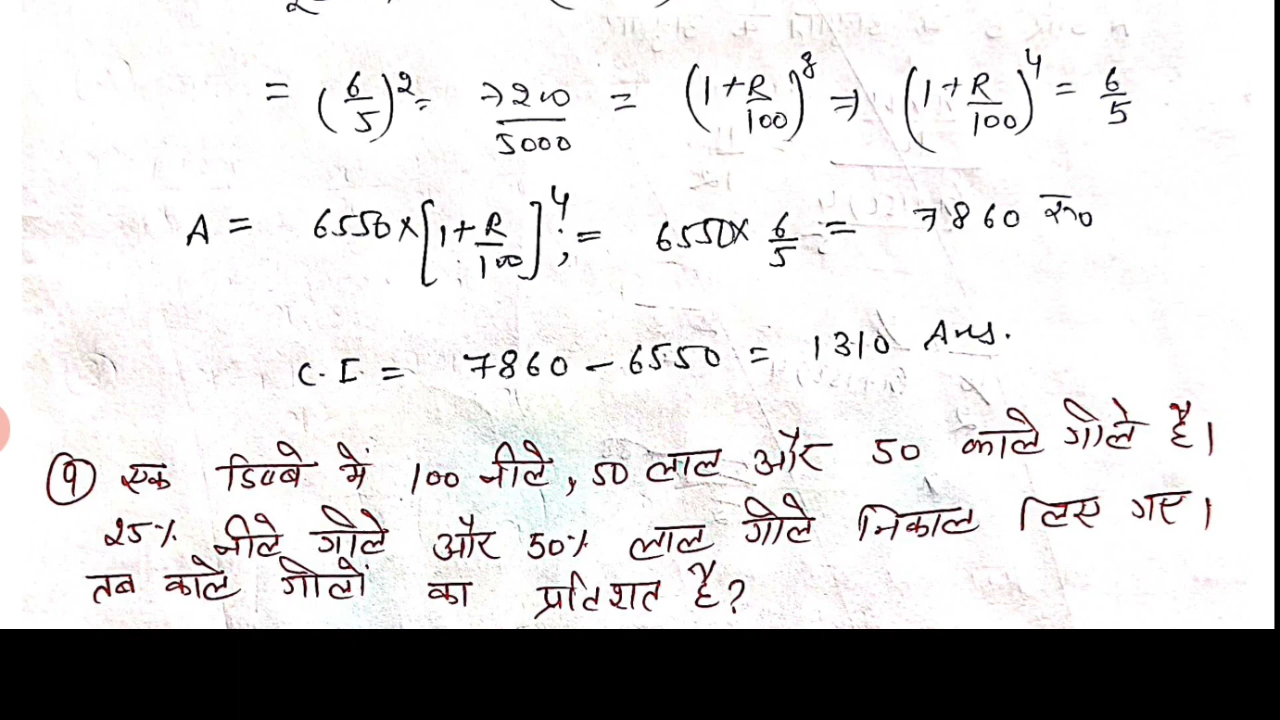 = (6/5)²= 7200/5000 = (1+R/100)⁸ ⇒ (1+R/100)⁴ = 6/5
A = 6550×[1+R/100]⁴ = 6550× 6/5 = 7860 रू०
C.I = 7860 – 6550 = 1310 Ans.
⑨ एक डिब्बे में 100 नीले, 50 लाल और 50 काले गोले है।
25% नीले गोले और 50% लाल गोले निकाल लिए गए।
तब काले गोलों का प्रतिशत है?